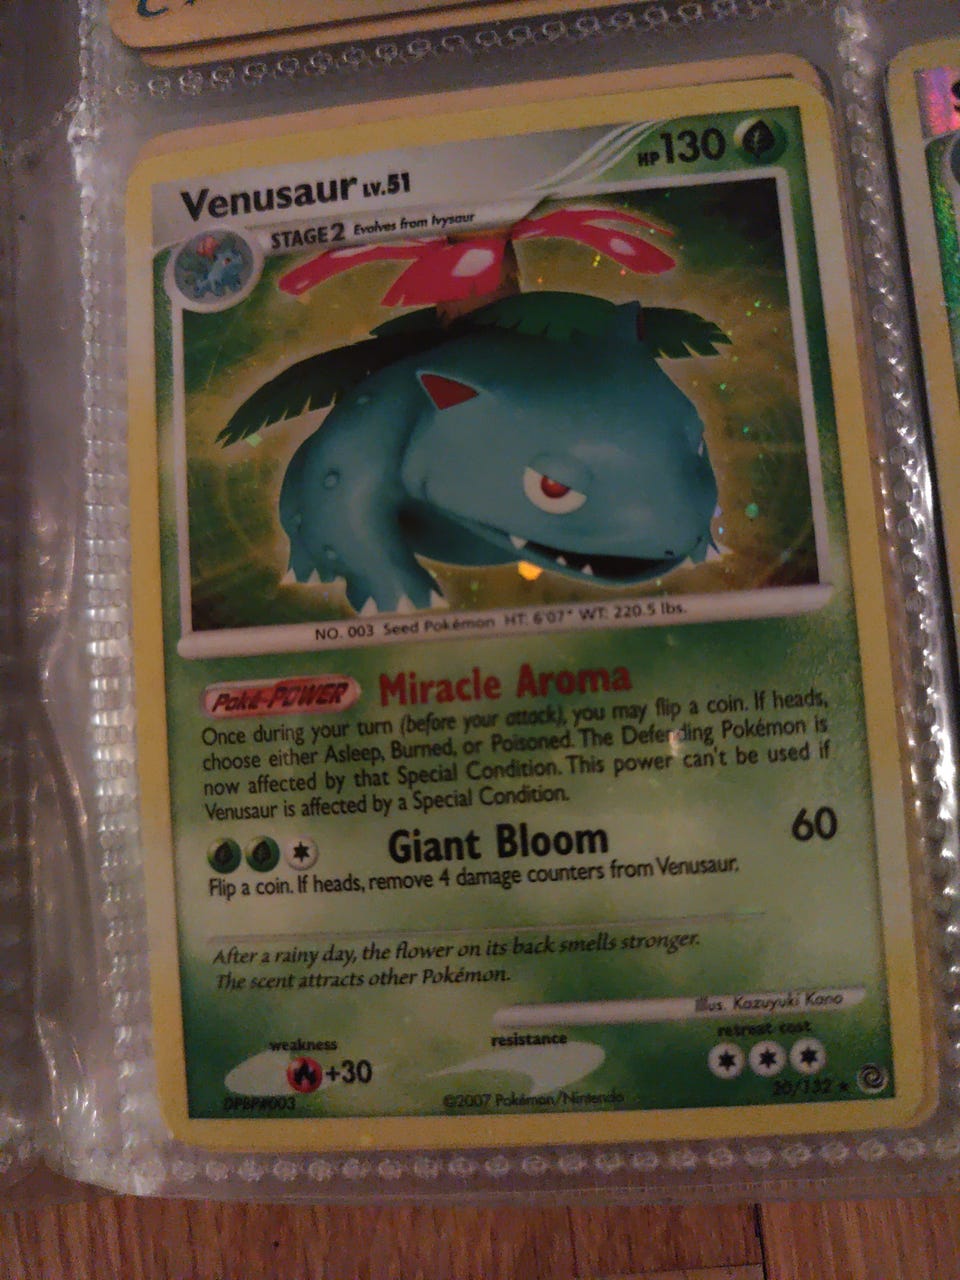 Venusaur LV.51
HP 130
STAGE 2 Evolves from Ivysaur
NO. 003 Seed Pokémon HT: 6'07" WT: 220.5 lbs.
Poké-POWER Miracle Aroma
Once during your turn (before your attack), you may flip a coin. If heads,
choose either Asleep, Burned, or Poisoned. The Defending Pokémon is
now affected by that Special Condition. This power can't be used if
Venusaur is affected by a Special Condition.
Giant Bloom 60
Flip a coin. If heads, remove 4 damage counters from Venusaur.
After a rainy day, the flower on its back smells stronger.
The scent attracts other Pokémon.
Illus. Kazuyuki Kano
weakness resistance retreat cost
+30
DPBP#003 ©2007 Pokémon/Nintendo 20/132